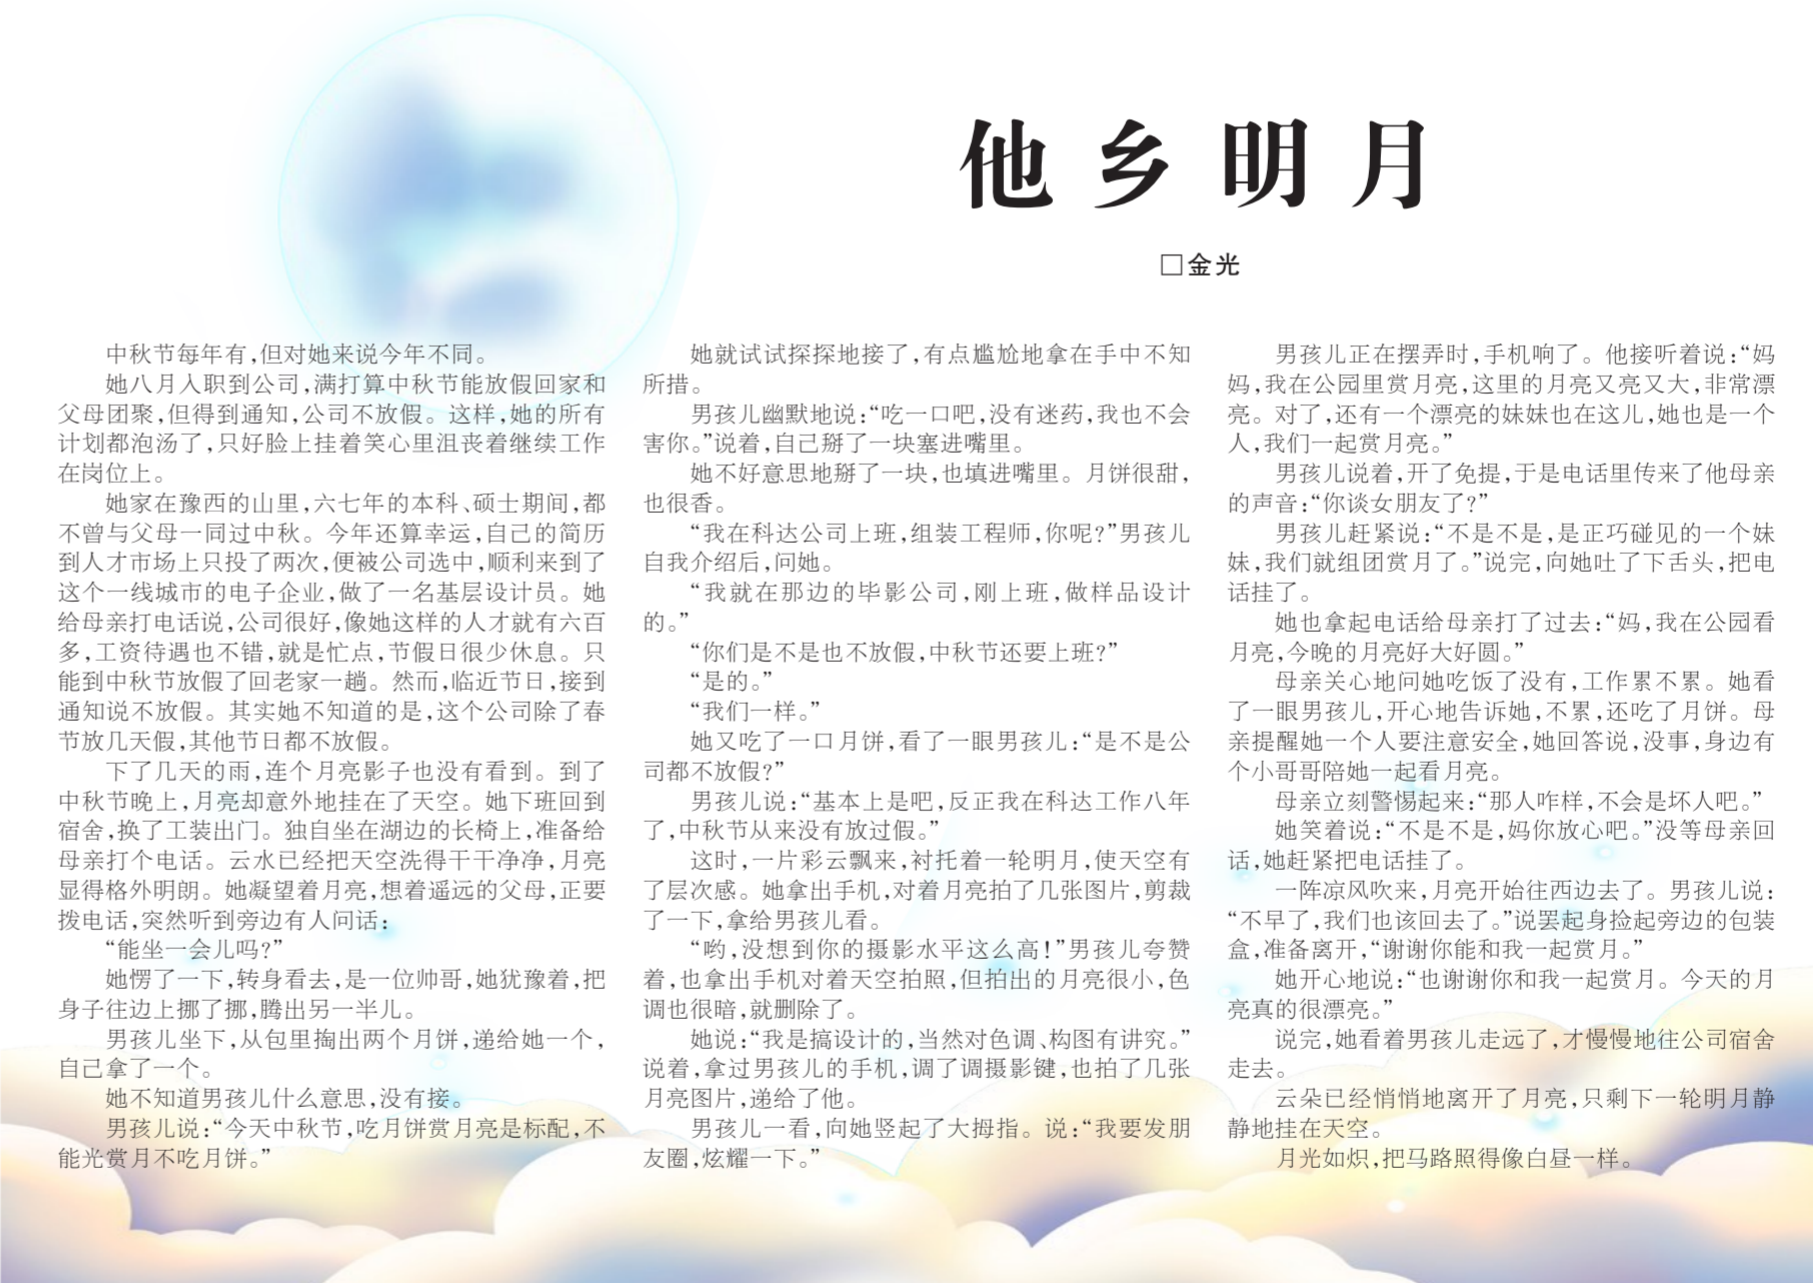 他乡明月
□金光
中秋节每年有,但对她来说今年不同。
她八月入职到公司,满打算中秋节能放假回家和
父母团聚,但得到通知,公司不放假。这样,她的所有
计划都泡汤了,只好脸上挂着笑心里沮丧着继续工作
在岗位上。
她家在豫西的山里,六七年的本科、硕士期间,都
不曾与父母一同过中秋。今年还算幸运,自己的简历
到人才市场上只投了两次,便被公司选中,顺利来到了
这个一线城市的电子企业,做了一名基层设计员。她
给母亲打电话说,公司很好,像她这样的人才就有六百
多,工资待遇也不错,就是忙点,节假日很少休息。只
能到中秋节放假了回老家一趟。然而,临近节日,接到
通知说不放假。其实她不知道的是,这个公司除了春
节放几天假,其他节日都不放假。
下了几天的雨,连个月亮影子也没有看到。到了
中秋节晚上,月亮却意外地挂在了天空。她下班回到
宿舍,换了工装出门。独自坐在湖边的长椅上,准备给
母亲打个电话。云水已经把天空洗得干干净净,月亮
显得格外明朗。她凝望着月亮,想着遥远的父母,正要
拨电话,突然听到旁边有人问话:
“能坐一会儿吗?”
她愣了一下,转身看去,是一位帅哥,她犹豫着,把
身子往边上挪了挪,腾出另一半儿。
男孩儿坐下,从包里掏出两个月饼,递给她一个,
自己拿了一个。
她不知道男孩儿什么意思,没有接。
男孩儿说:“今天中秋节,吃月饼赏月亮是标配,不
能光赏月不吃月饼。”
她就试试探探地接了,有点尴尬地拿在手中不知
所措。
男孩儿幽默地说:“吃一口吧,没有迷药,我也不会
害你。”说着,自己掰了一块塞进嘴里。
她不好意思地掰了一块,也填进嘴里。月饼很甜,
也很香。
“我在科达公司上班,组装工程师,你呢?”男孩儿
自我介绍后,问她。
“我就在那边的毕影公司,刚上班,做样品设计
的。”
“你们是不是也不放假,中秋节还要上班?”
“是的。”
“我们一样。”
她又吃了一口月饼,看了一眼男孩儿:“是不是公
司都不放假?”
男孩儿说:“基本上是吧,反正我在科达工作八年
了,中秋节从来没有放过假。”
这时,一片彩云飘来,衬托着一轮明月,使天空有
了层次感。她拿出手机,对着月亮拍了几张图片,剪裁
了一下,拿给男孩儿看。
“哟,没想到你的摄影水平这么高!”男孩儿夸赞
着,也拿出手机对着天空拍照,但拍出的月亮很小,色
调也很暗,就删除了。
她说:“我是搞设计的,当然对色调、构图有讲究。”
说着,拿过男孩儿的手机,调了调摄影键,也拍了几张
月亮图片,递给了他。
男孩儿一看,向她竖起了大拇指。说:“我要发朋
友圈,炫耀一下。”
男孩儿正在摆弄时,手机响了。他接听着说:“妈
妈,我在公园里赏月亮,这里的月亮又亮又大,非常漂
亮。对了,还有一个漂亮的妹妹也在这儿,她也是一个
人,我们一起赏月亮。”
男孩儿说着,开了免提,于是电话里传来了他母亲
的声音:“你谈女朋友了?”
男孩儿赶紧说:“不是不是,是正巧碰见的一个妹
妹,我们就组团赏月了。”说完,向她吐了下舌头,把电
话挂了。
她也拿起电话给母亲打了过去:“妈,我在公园看
月亮,今晚的月亮好大好圆。”
母亲关心地问她吃饭了没有,工作累不累。她看
了一眼男孩儿,开心地告诉她,不累,还吃了月饼。母
亲提醒她一个人要注意安全,她回答说,没事,身边有
个小哥哥陪她一起看月亮。
母亲立刻警惕起来:“那人咋样,不会是坏人吧。”
她笑着说:“不是不是,妈你放心吧。”没等母亲回
话,她赶紧把电话挂了。
一阵凉风吹来,月亮开始往西边去了。男孩儿说:
“不早了,我们也该回去了。”说罢起身捡起旁边的包装
盒,准备离开,“谢谢你能和我一起赏月。”
她开心地说:“也谢谢你和我一起赏月。今天的月
亮真的很漂亮。”
说完,她看着男孩儿走远了,才慢慢地往公司宿舍
走去。
云朵已经悄悄地离开了月亮,只剩下一轮明月静
静地挂在天空。
月光如炽,把马路照得像白昼一样。